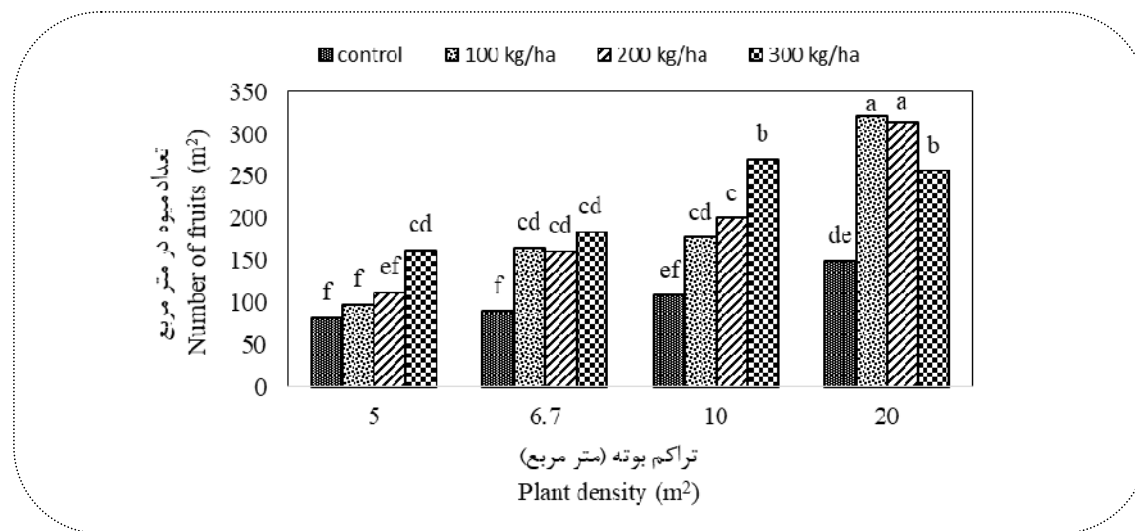 control 100 kg/ha 200 kg/ha 300 kg/ha
350
300
250
200
150
100
50
0
تعداد میوه در متر مربع
Number of fruits (m²)
f f ef cd
f cd cd cd
ef cd c b
de a a b
5 6.7 10 20
تراکم بوته (متر مربع)
Plant density (m²)